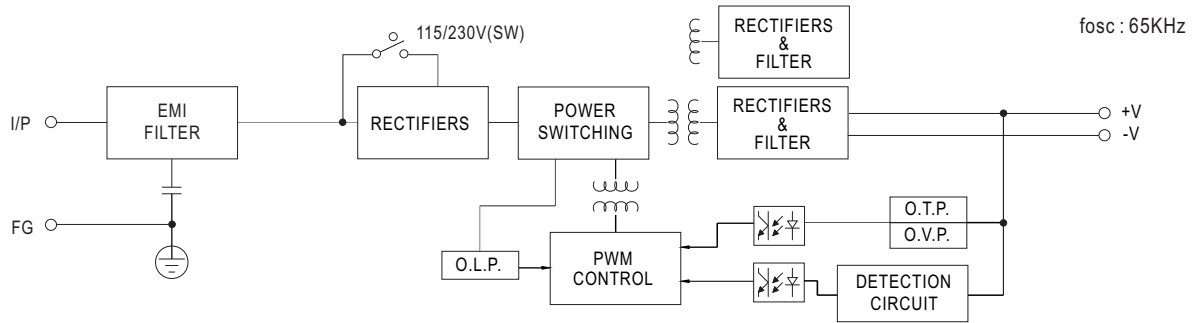 115/230V(SW)
RECTIFIERS
&
FILTER
fosc : 65KHz
I/P
EMI
FILTER
RECTIFIERS
POWER
SWITCHING
RECTIFIERS
&
FILTER
+V
-V
FG
O.L.P.
PWM
CONTROL
O.T.P.
O.V.P.
DETECTION
CIRCUIT